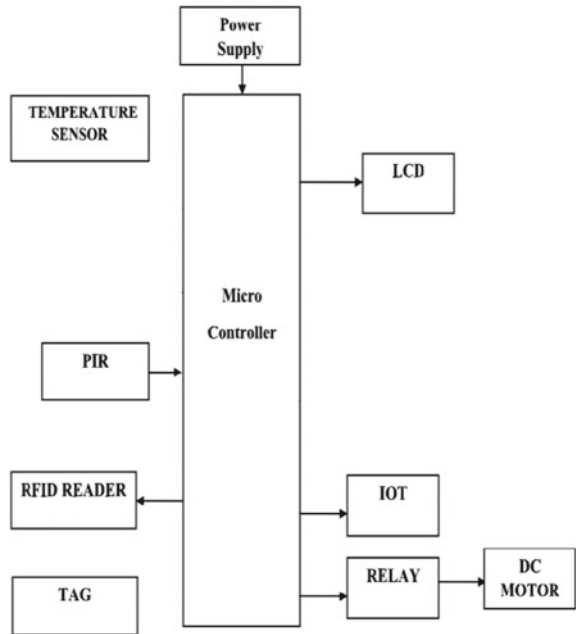 Power
Supply
TEMPERATURE
SENSOR
LCD
Micro
Controller
PIR
RFID READER
IOT
TAG
RELAY
DC
MOTOR